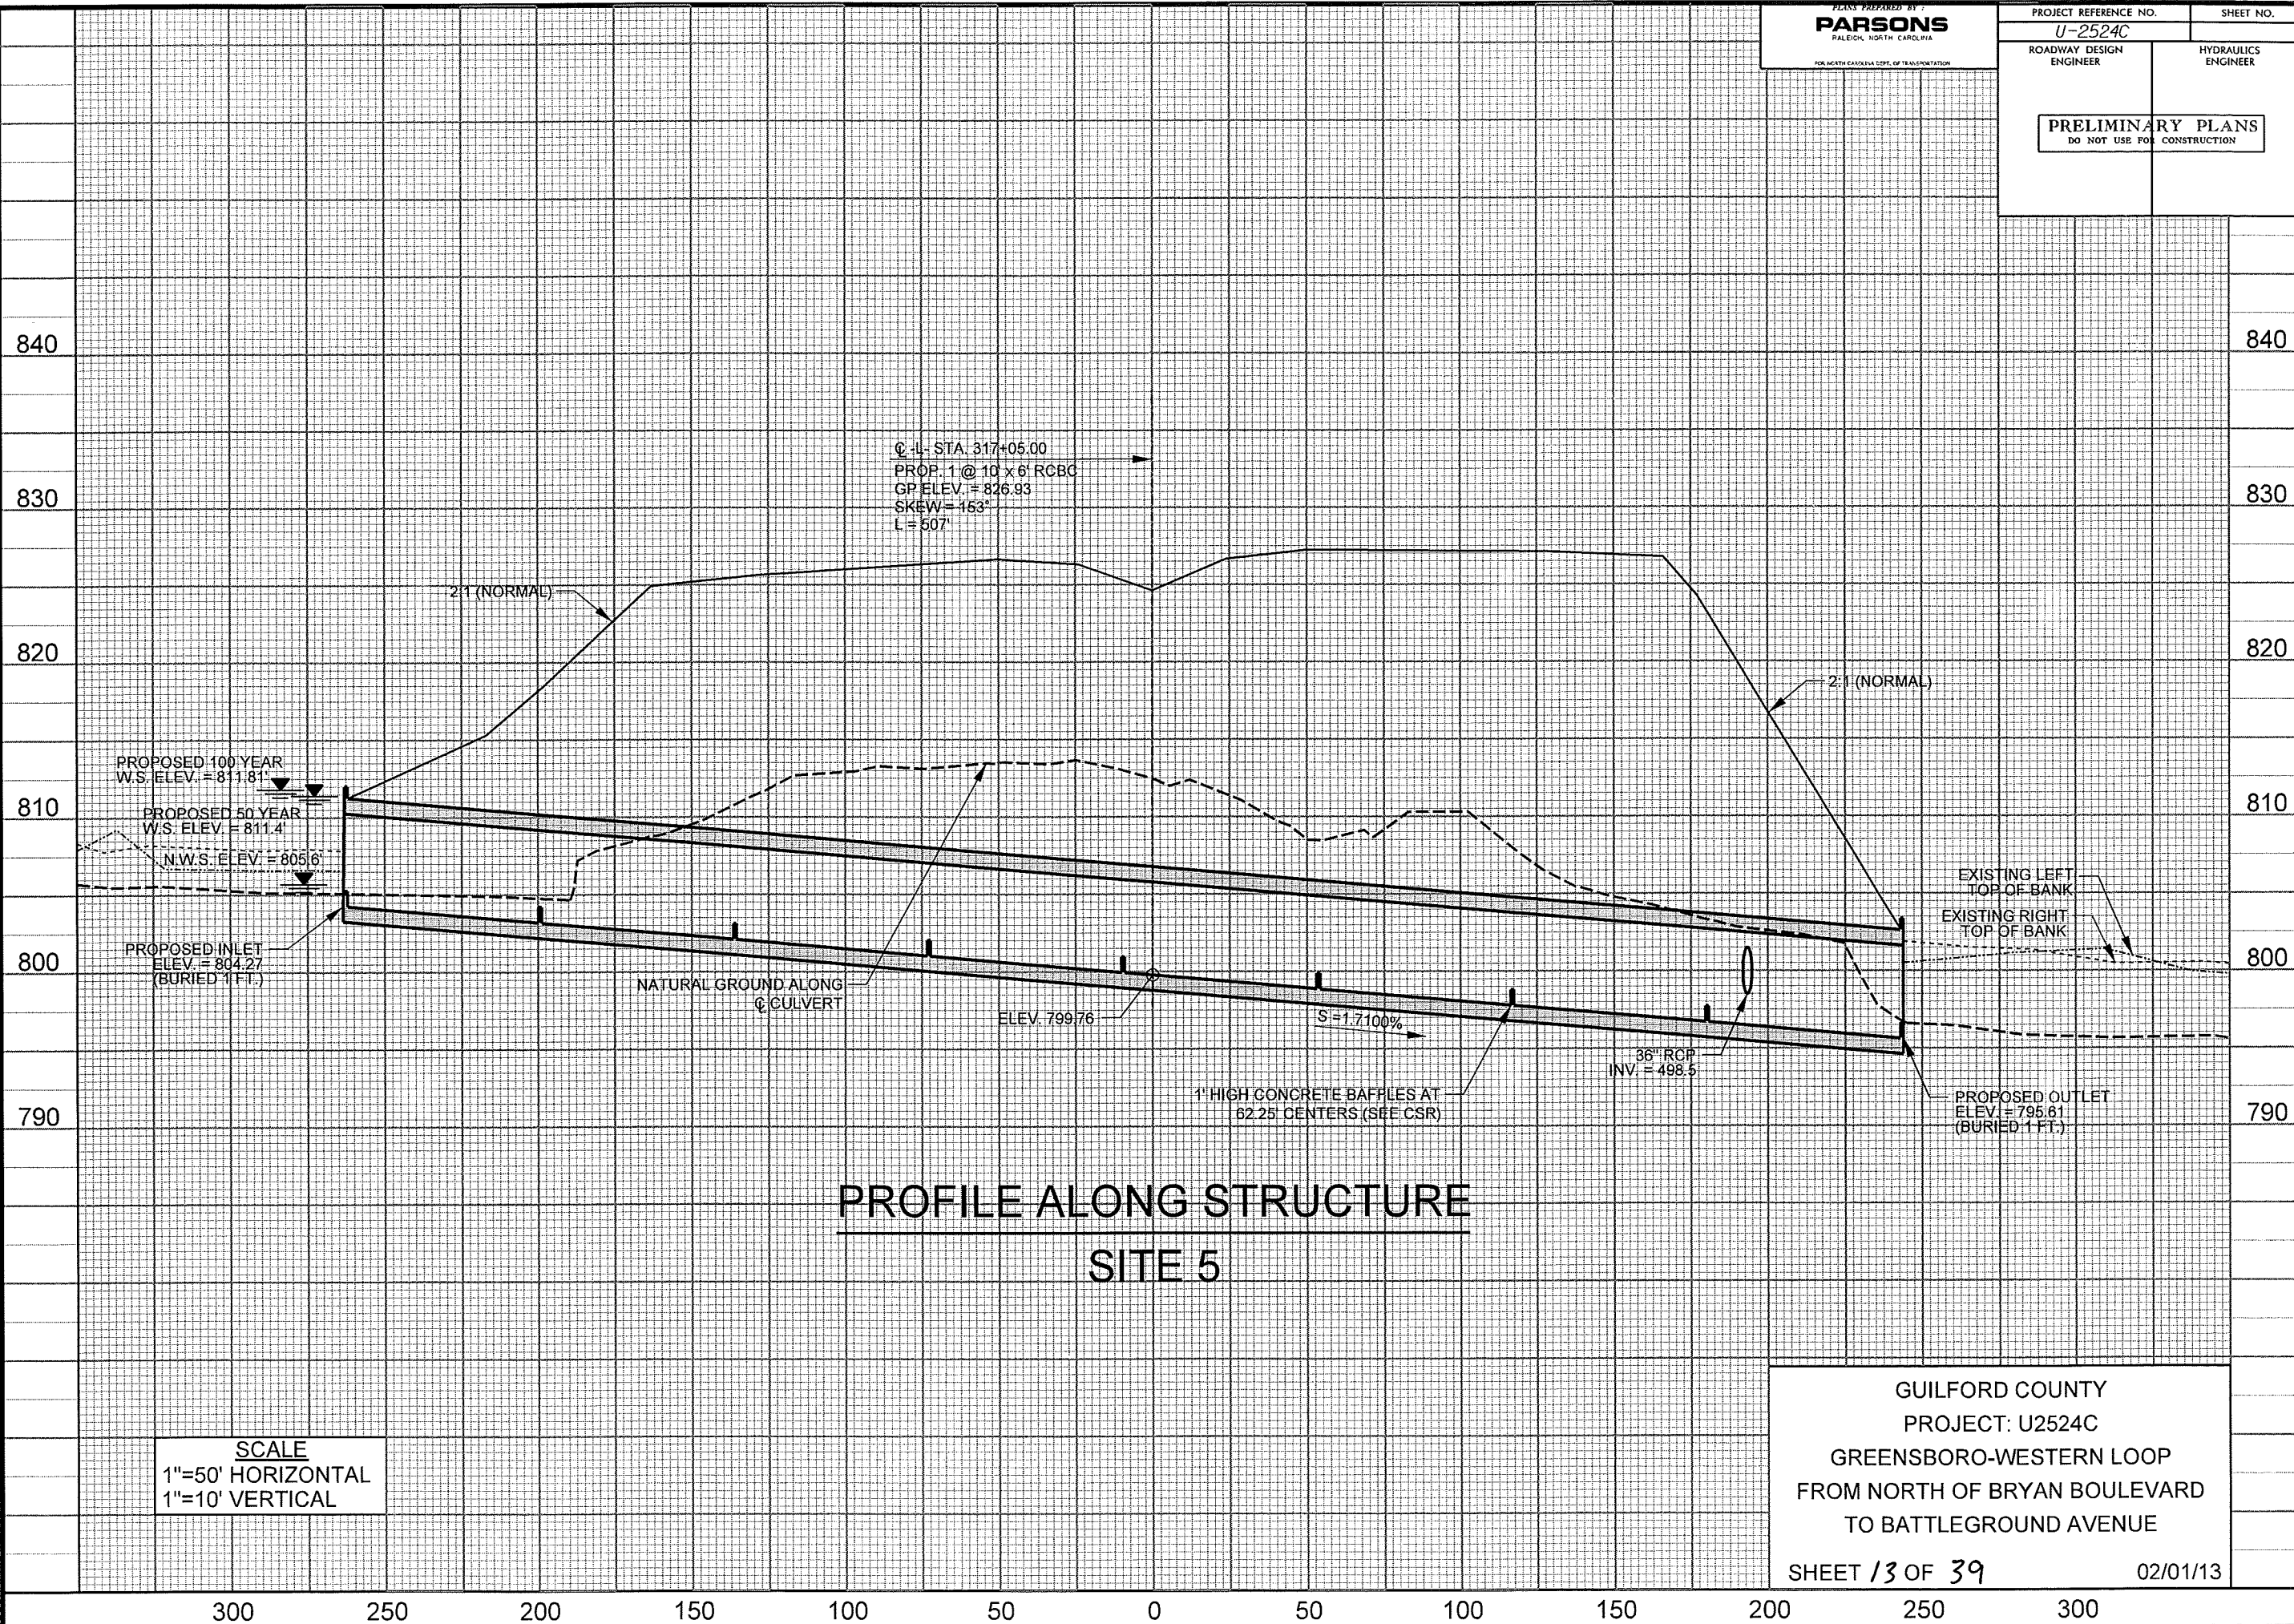 PLANS PREPARED BY :
PARSONS
RALEIGH, NORTH CAROLINA
FOR NORTH CAROLINA DEPT. OF TRANSPORTATION
PROJECT REFERENCE NO.
SHEET NO.
U-2524C
ROADWAY DESIGN
ENGINEER
HYDRAULICS
ENGINEER
PRELIMINARY PLANS
DO NOT USE FOR CONSTRUCTION
840
840
830
830
820
820
810
810
800
800
790
790
℄ -L- STA. 317+05.00
PROP. 1 @ 10' x 6' RCBC
GP ELEV. = 826.93
SKEW = 153°
L = 507'
2:1 (NORMAL)
2:1 (NORMAL)
PROPOSED 100 YEAR
W.S. ELEV. = 811.81'
PROPOSED 50 YEAR
W.S. ELEV. = 811.4'
N.W.S. ELEV. = 805.6'
PROPOSED INLET
ELEV. = 804.27
(BURIED 1 FT.)
NATURAL GROUND ALONG
℄ CULVERT
ELEV. 799.76
S =1.7100%
1' HIGH CONCRETE BAFFLES AT
62.25' CENTERS (SEE CSR)
36" RCP
INV. = 498.5
EXISTING LEFT
TOP OF BANK
EXISTING RIGHT
TOP OF BANK
PROPOSED OUTLET
ELEV. = 795.61
(BURIED 1 FT.)
PROFILE ALONG STRUCTURE
SITE 5
SCALE
1"=50' HORIZONTAL
1"=10' VERTICAL
GUILFORD COUNTY
PROJECT: U2524C
GREENSBORO-WESTERN LOOP
FROM NORTH OF BRYAN BOULEVARD
TO BATTLEGROUND AVENUE
SHEET 13 OF 39
02/01/13
300 250 200 150 100 50 0 50 100 150 200 250 300